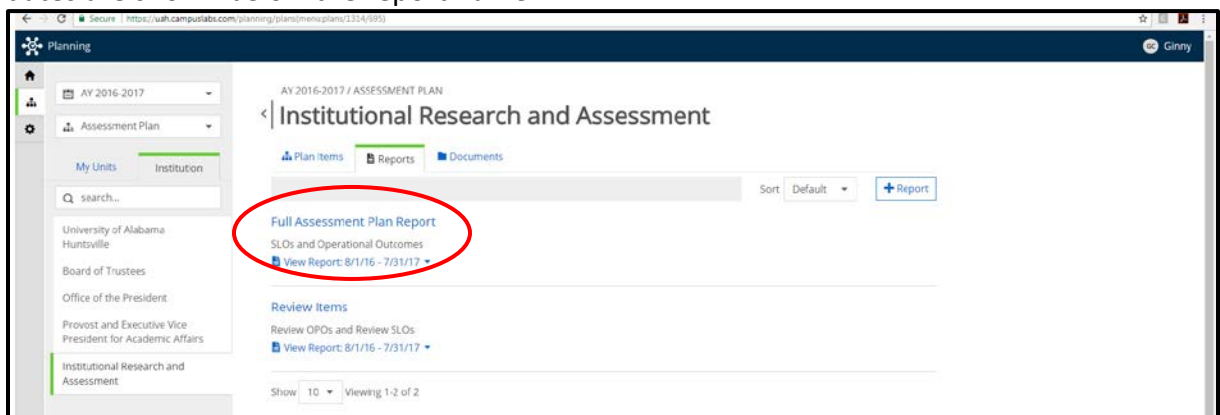 Secure | https://uah.campuslabs.com/planning/plans(menu:plans/1314/695)
Planning
GC Ginny
AY 2016-2017
Assessment Plan
My Units Institution
search...
University of Alabama
Huntsville
Board of Trustees
Office of the President
Provost and Executive Vice
President for Academic Affairs
Institutional Research and
Assessment
AY 2016-2017 / ASSESSMENT PLAN
Institutional Research and Assessment
Plan Items Reports Documents
Sort Default + Report
Full Assessment Plan Report
SLOs and Operational Outcomes
View Report: 8/1/16 - 7/31/17
Review Items
Review OPOs and Review SLOs
View Report: 8/1/16 - 7/31/17
Show 10 Viewing 1-2 of 2